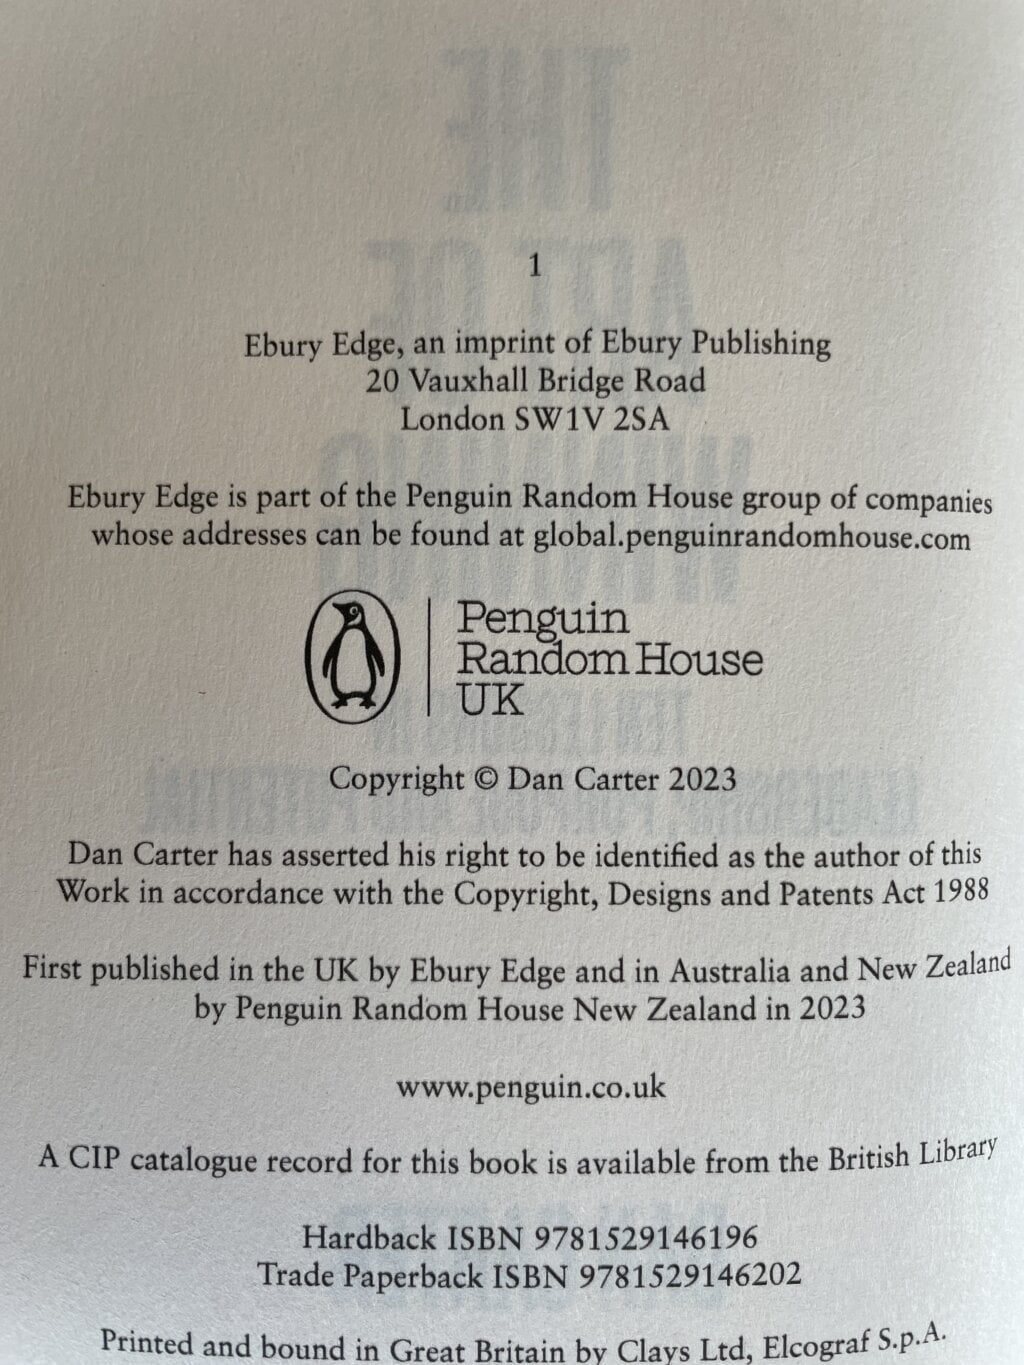 1
Ebury Edge, an imprint of Ebury Publishing
20 Vauxhall Bridge Road
London SW1V 2SA
Ebury Edge is part of the Penguin Random House group of companies
whose addresses can be found at global.penguinrandomhouse.com
Penguin
Random House
UK
Copyright © Dan Carter 2023
Dan Carter has asserted his right to be identified as the author of this
Work in accordance with the Copyright, Designs and Patents Act 1988
First published in the UK by Ebury Edge and in Australia and New Zealand
by Penguin Random House New Zealand in 2023
www.penguin.co.uk
A CIP catalogue record for this book is available from the British Library
Hardback ISBN 9781529146196
Trade Paperback ISBN 9781529146202
Printed and bound in Great Britain by Clays Ltd, Elcograf S.p.A.